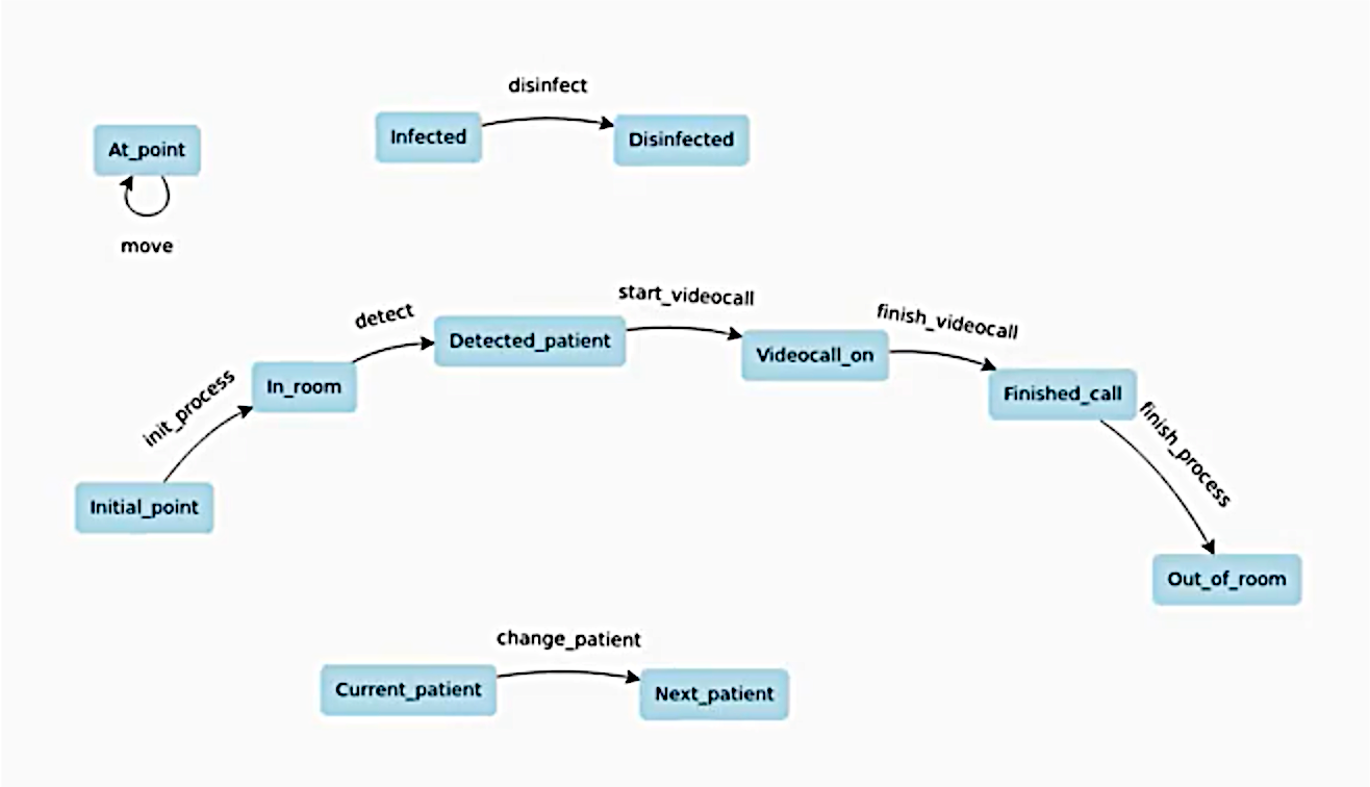 disinfect
At_point
Infected
Disinfected
move
start_videocall
finish_videocall
detect
Detected_patient
Videocall_on
init_process
In_room
Finished_call
finish_process
Initial_point
Out_of_room
change_patient
Current_patient
Next_patient